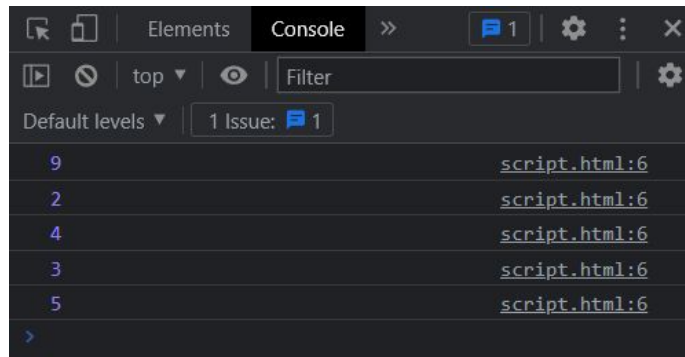 Elements Console » 1
top ▼ Filter
Default levels ▼ 1 Issue: 1
9 script.html:6
2 script.html:6
4 script.html:6
3 script.html:6
5 script.html:6
>